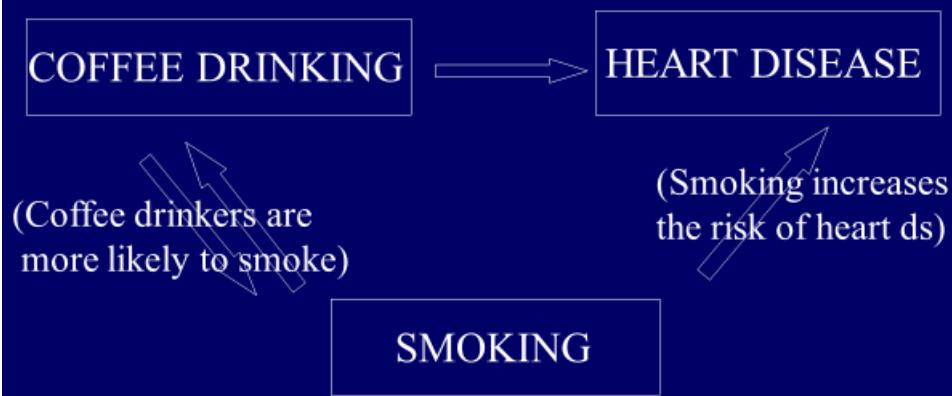 COFFEE DRINKING
HEART DISEASE
(Coffee drinkers are
more likely to smoke)
(Smoking increases
the risk of heart ds)
SMOKING